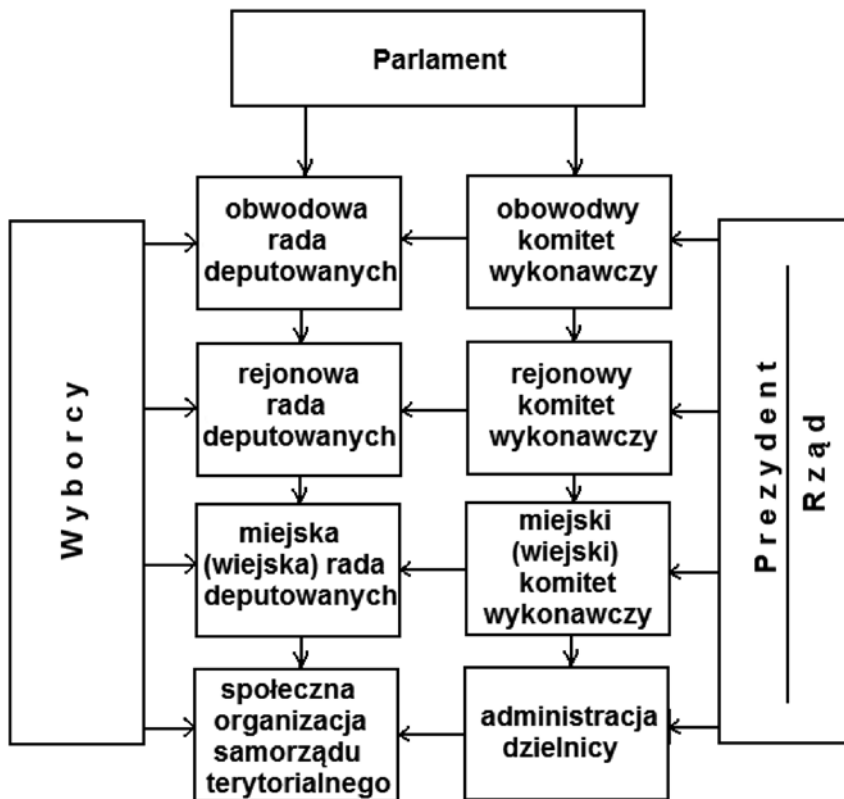 Parlament
obwodowa
rada
deputowanych
obowodwy
komitet
wykonawczy
rejonowa
rada
deputowanych
rejonowy
komitet
wykonawczy
miejska
(wiejska) rada
deputowanych
miejski
(wiejski)
komitet
wykonawczy
społeczna
organizacja
samorządu
terytorialnego
administracja
dzielnicy
Wyborcy
Prezydent
Rząd